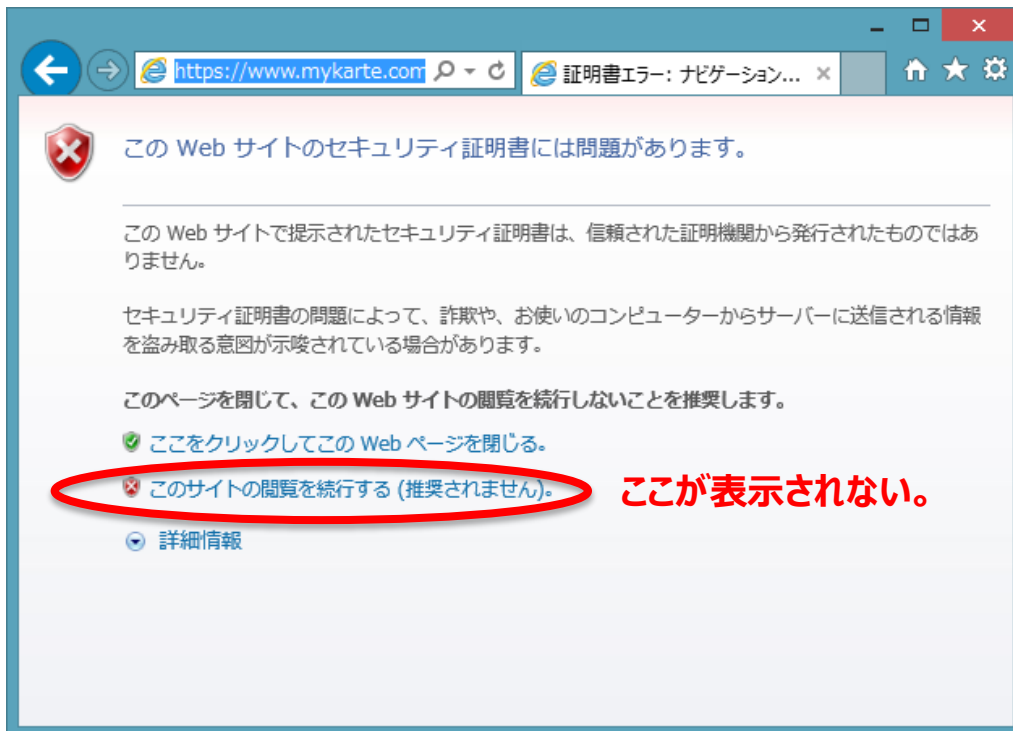 https://www.mykarte.com
証明書エラー: ナビゲーション...
この Web サイトのセキュリティ証明書には問題があります。
この Web サイトで提示されたセキュリティ証明書は、信頼された証明機関から発行されたものではあ
りません。
セキュリティ証明書の問題によって、詐欺や、お使いのコンピューターからサーバーに送信される情報
を盗み取る意図が示唆されている場合があります。
このページを閉じて、この Web サイトの閲覧を続行しないことを推奨します。
ここをクリックしてこの Web ページを閉じる。
このサイトの閲覧を続行する (推奨されません)。
ここが表示されない。
詳細情報